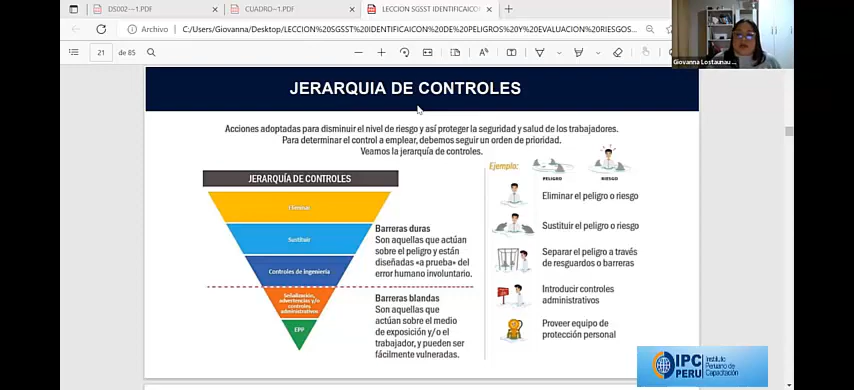 DS002---1.PDF
CUADRO--1.PDF
LECCION SGSST IDENTIFICAICON
Archivo
C:/Users/Giovanna/Desktop/LECCION%20SGSST%20IDENTIFICAICON%20DE%20PELIGROS%20Y%20EVALUACION%20RIESGOS...
21
de 85
Giovanna Lostaunau ...
JERARQUIA DE CONTROLES
Acciones adoptadas para disminuir el nivel de riesgo y así proteger la seguridad y salud de los trabajadores.
Para determinar el control a emplear, debemos seguir un orden de prioridad.
Veamos la jerarquía de controles.
JERARQUÍA DE CONTROLES
Eliminar
Sustituir
Controles de ingeniería
Señalización,
advertencias y/o
controles
administrativos
EPP
Barreras duras
Son aquellas que actúan
sobre el peligro y están
diseñadas «a prueba» del
error humano involuntario.
Barreras blandas
Son aquellas que
actúan sobre el medio
de exposición y/o el
trabajador, y pueden ser
fácilmente vulneradas.
Ejemplo:
PELIGRO
RIESGO
Eliminar el peligro o riesgo
Sustituir el peligro o riesgo
Separar el peligro a través
de resguardos o barreras
Introducir controles
administrativos
Proveer equipo de
protección personal
IPC
PERU
Instituto
Peruano de
Capacitación